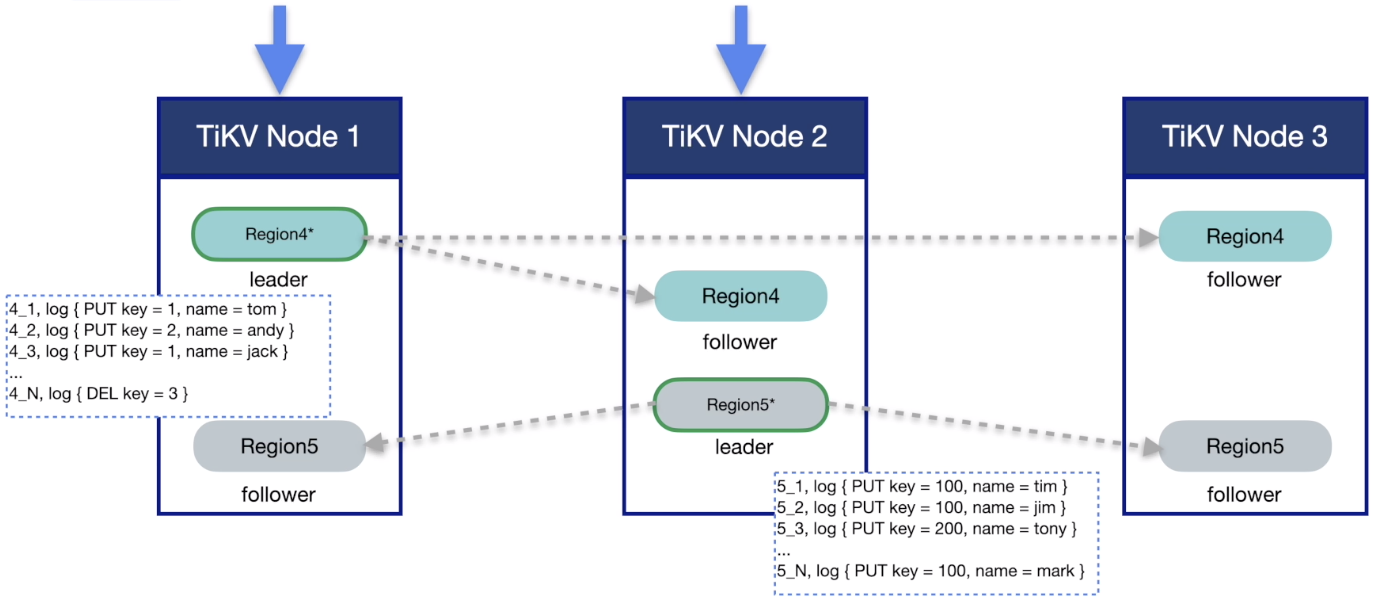 TiKV Node 1
TiKV Node 2
TiKV Node 3
Region4*
leader
Region4
follower
Region4
follower
4_1, log { PUT key = 1, name = tom }
4_2, log { PUT key = 2, name = andy }
4_3, log { PUT key = 1, name = jack }
...
4_N, log { DEL key = 3 }
Region5*
leader
Region5
follower
Region5
follower
5_1, log { PUT key = 100, name = tim }
5_2, log { PUT key = 100, name = jim }
5_3, log { PUT key = 200, name = tony }
...
5_N, log { PUT key = 100, name = mark }